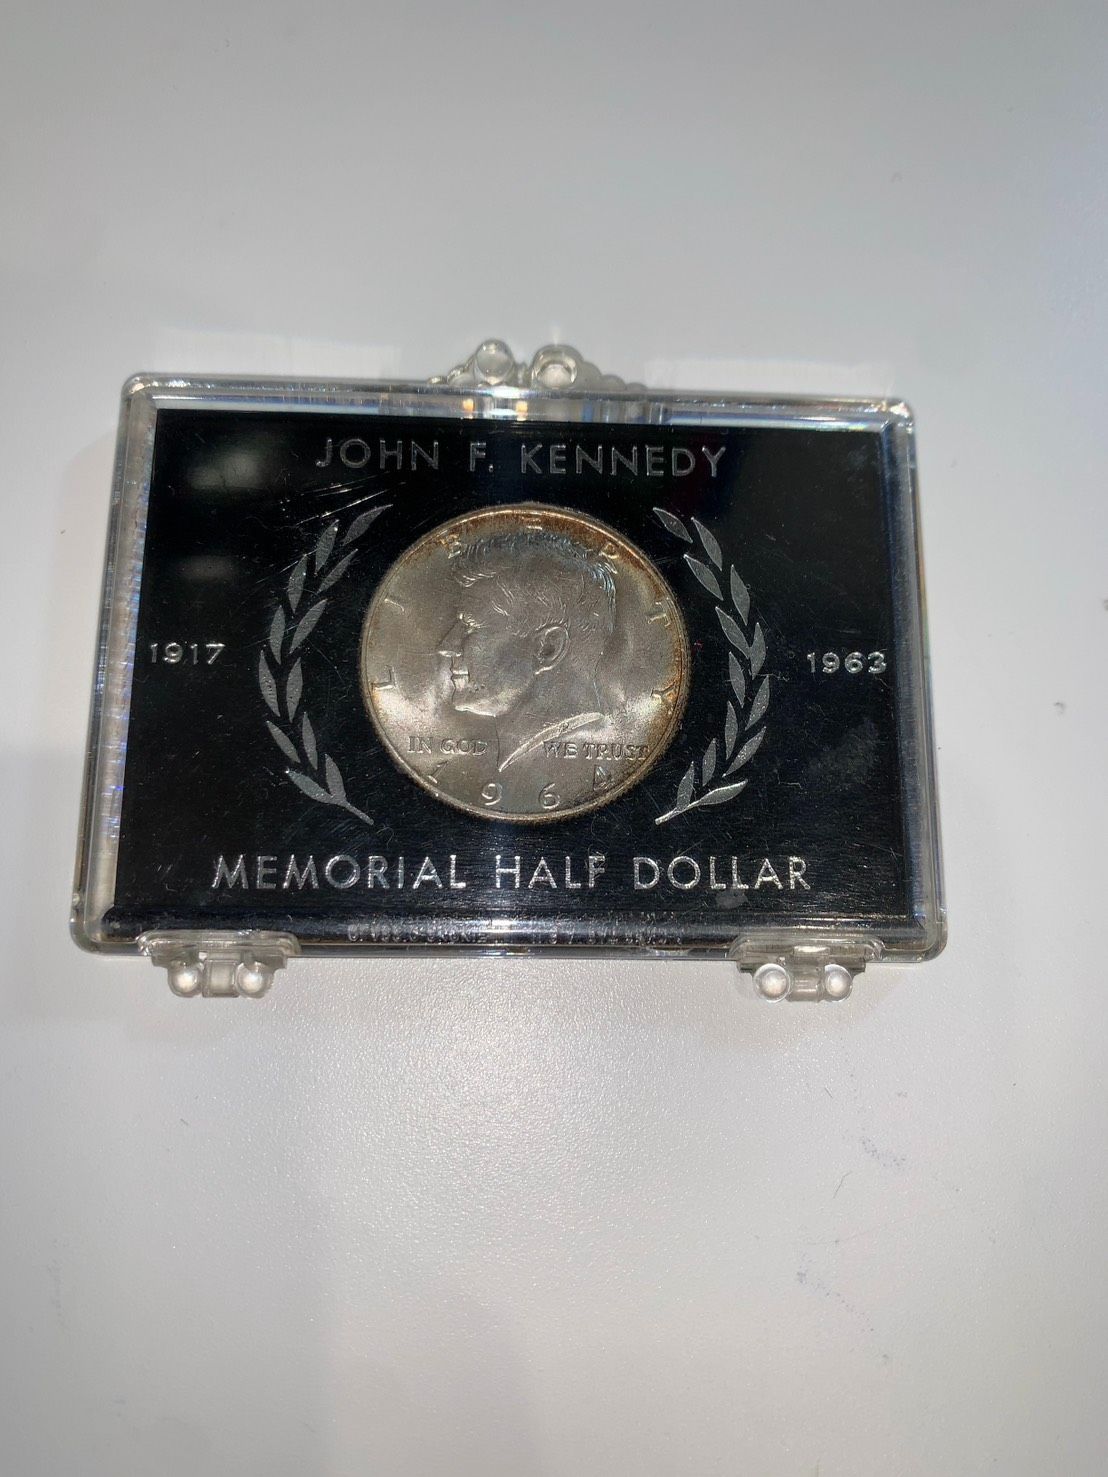 JOHN F. KENNEDY
LIBERTY
1917
1963
IN GOD WE TRUST
1964
MEMORIAL HALF DOLLAR